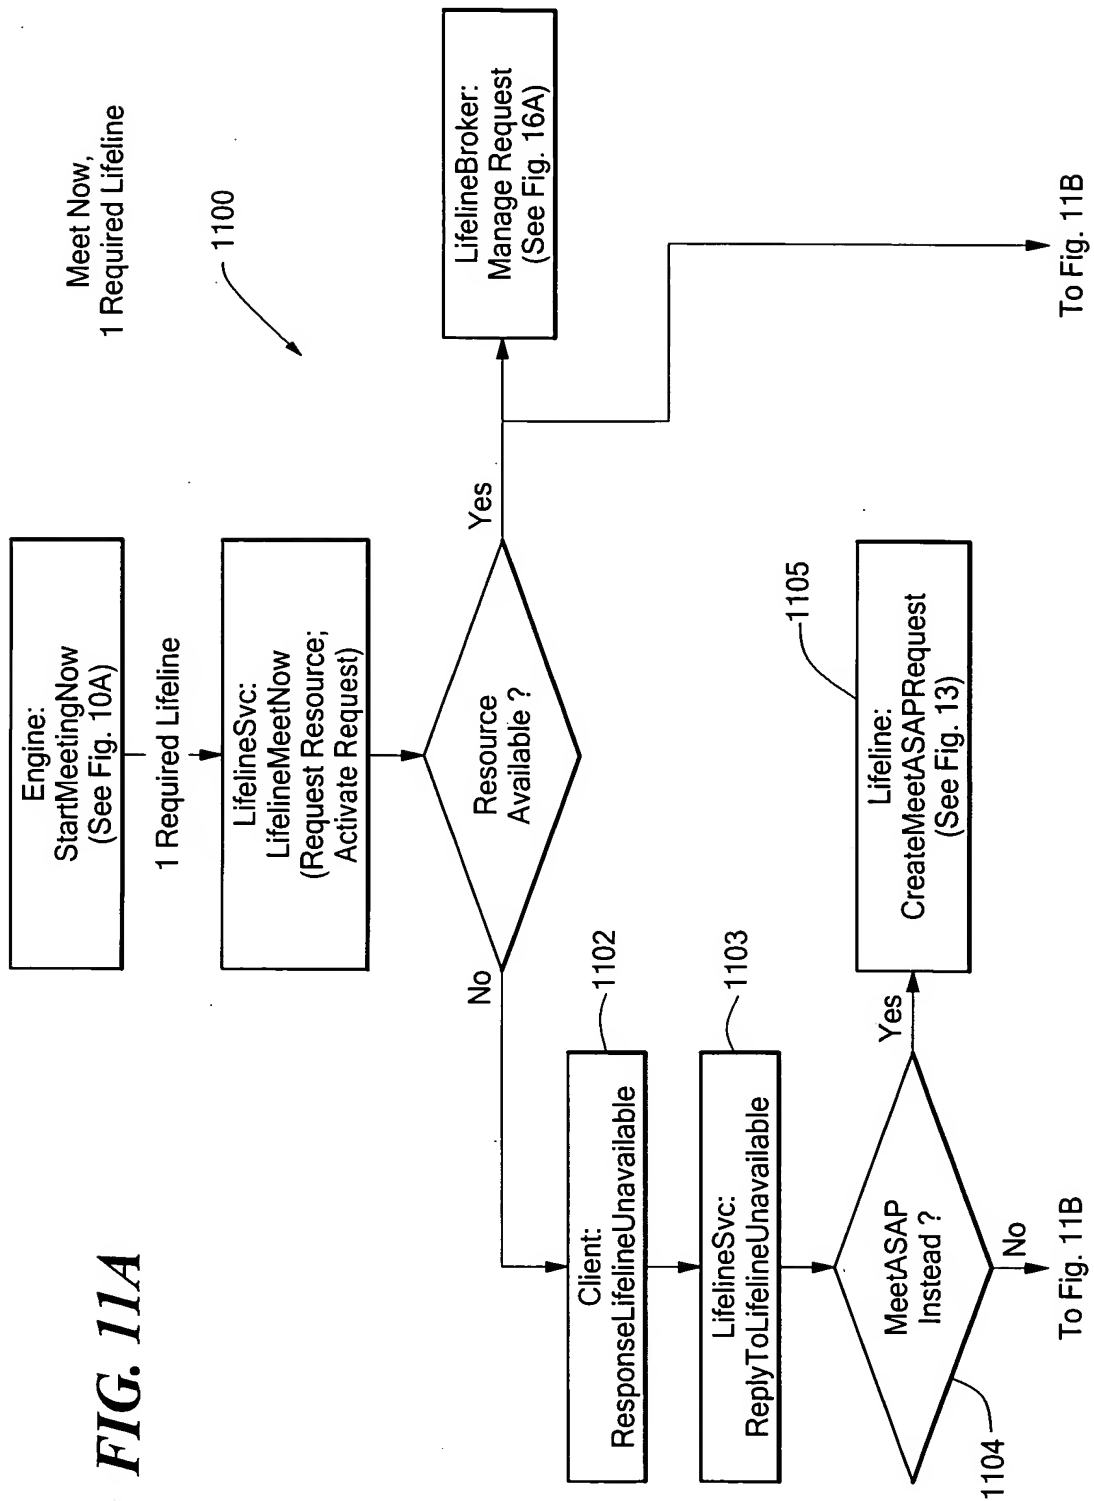 FIG. 11A
Meet Now,
1 Required Lifeline
1100
Engine:
StartMeetingNow
(See Fig. 10A)
1 Required Lifeline
LifelineSvc:
LifelineMeetNow
(Request Resource;
Activate Request)
Resource
Available ?
Yes
LifelineBroker:
Manage Request
(See Fig. 16A)
To Fig. 11B
No
Client:
ResponseLifelineUnavailable
1102
LifelineSvc:
ReplyToLifelineUnavailable
1103
MeetASAP
Instead ?
1104
Yes
Lifeline:
CreateMeetASAPRequest
(See Fig. 13)
1105
No
To Fig. 11B